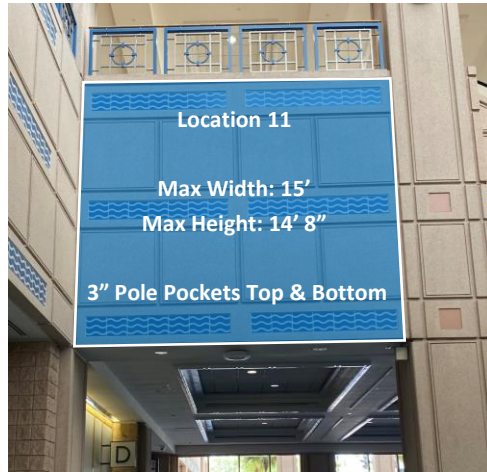 Location 11
Max Width: 15’
Max Height: 14’ 8”
3” Pole Pockets Top & Bottom
D